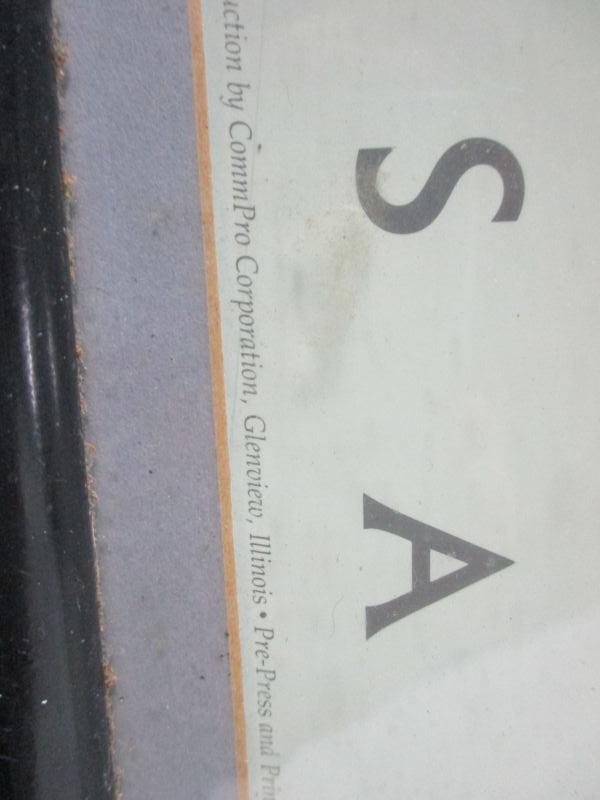 S A
uction by CommPro Corporation, Glenview, Illinois • Pre-Press and Prin